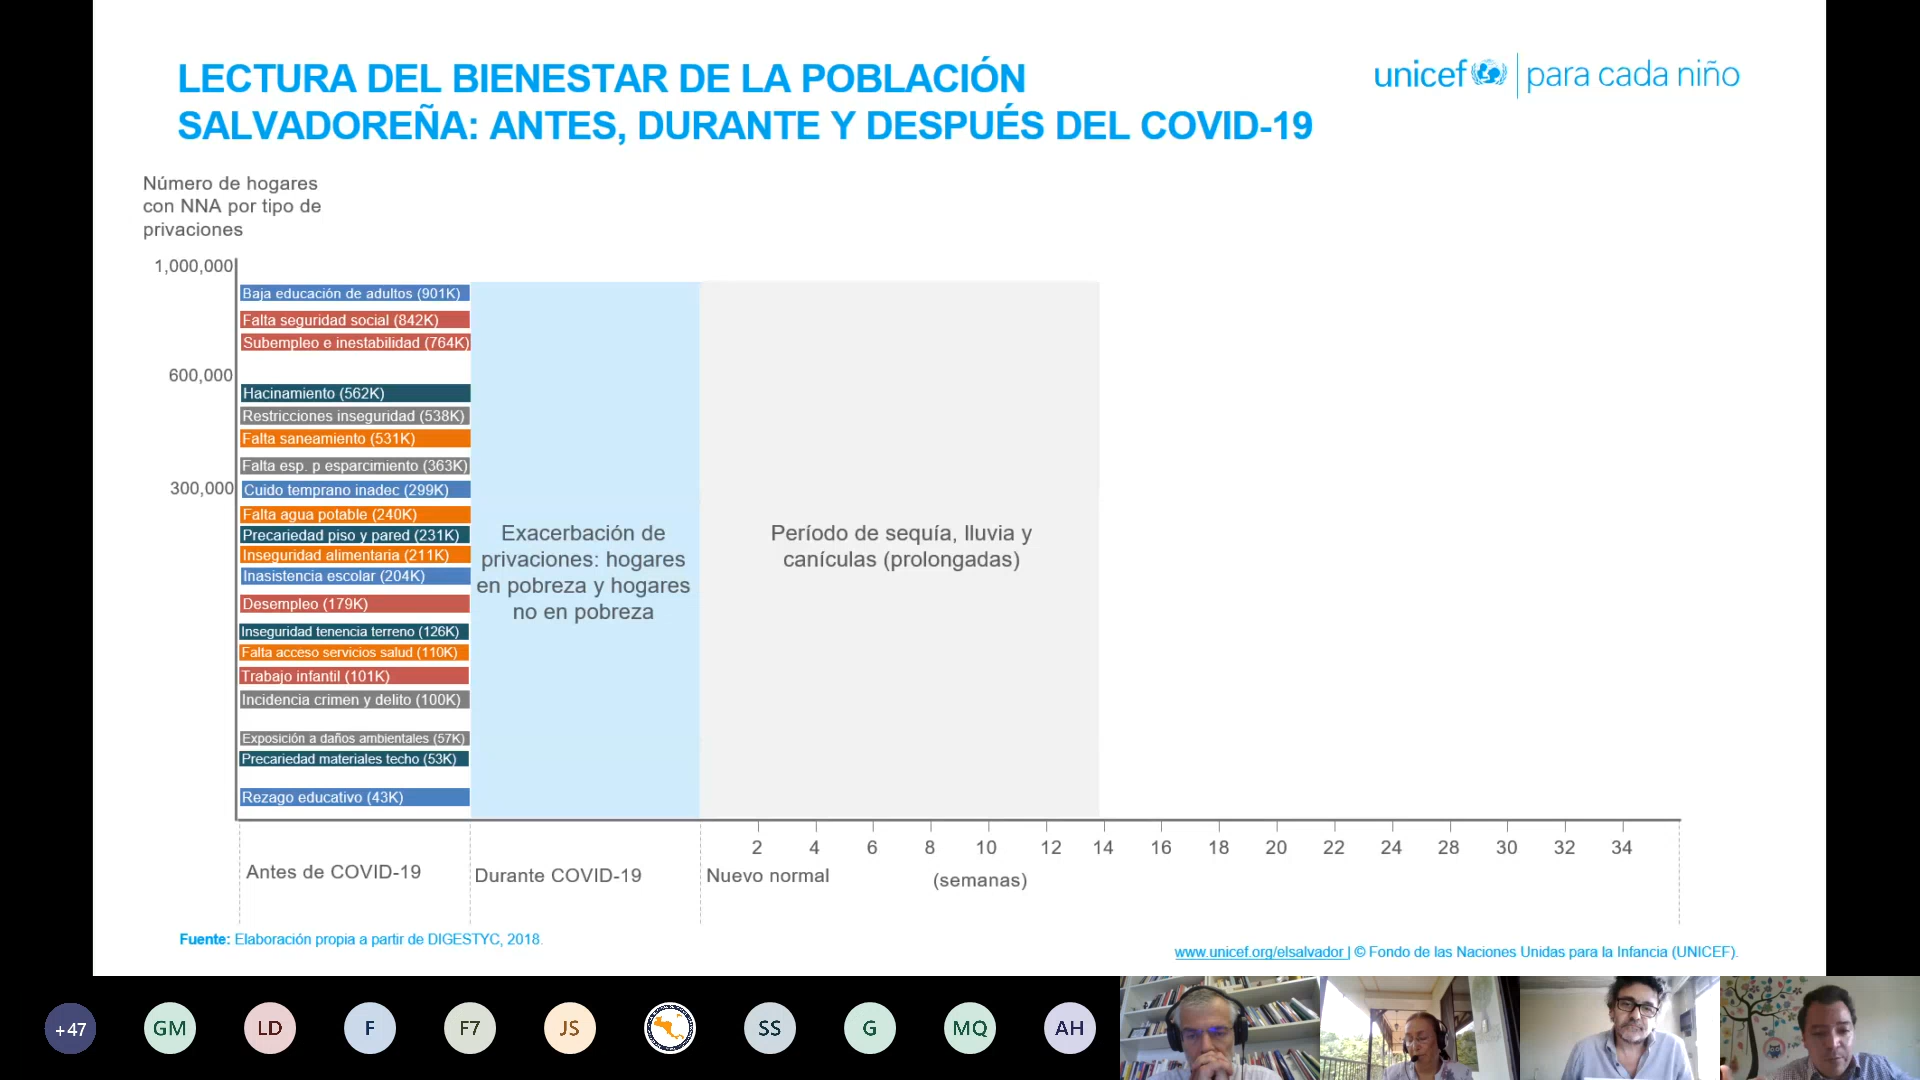 LECTURA DEL BIENESTAR DE LA POBLACIÓN
SALVADOREÑA: ANTES, DURANTE Y DESPUÉS DEL COVID-19
unicef para cada niño
Número de hogares
con NNA por tipo de
privaciones
1,000,000
Baja educación de adultos (901K)
Falta seguridad social (842K)
Subempleo e inestabilidad (764K)
600,000
Hacinamiento (562K)
Restricciones inseguridad (538K)
Falta saneamiento (531K)
Falta esp. p esparcimiento (363K)
300,000
Cuido temprano inadec (299K)
Falta agua potable (240K)
Precariedad piso y pared (231K)
Inseguridad alimentaria (211K)
Inasistencia escolar (204K)
Desempleo (179K)
Inseguridad tenencia terreno (126K)
Falta acceso servicios salud (110K)
Trabajo infantil (101K)
Incidencia crimen y delito (100K)
Exposición a daños ambientales (57K)
Precariedad materiales techo (53K)
Rezago educativo (43K)
Exacerbación de
privaciones: hogares
en pobreza y hogares
no en pobreza
Período de sequía, lluvia y
canículas (prolongadas)
2 4 6 8 10 12 14 16 18 20 22 24 28 30 32 34
Antes de COVID-19
Durante COVID-19
Nuevo normal
(semanas)
Fuente: Elaboración propia a partir de DIGESTYC, 2018.
www.unicef.org/elsalvador | © Fondo de las Naciones Unidas para la Infancia (UNICEF).
+47 GM LD F F7 JS SS G MQ AH